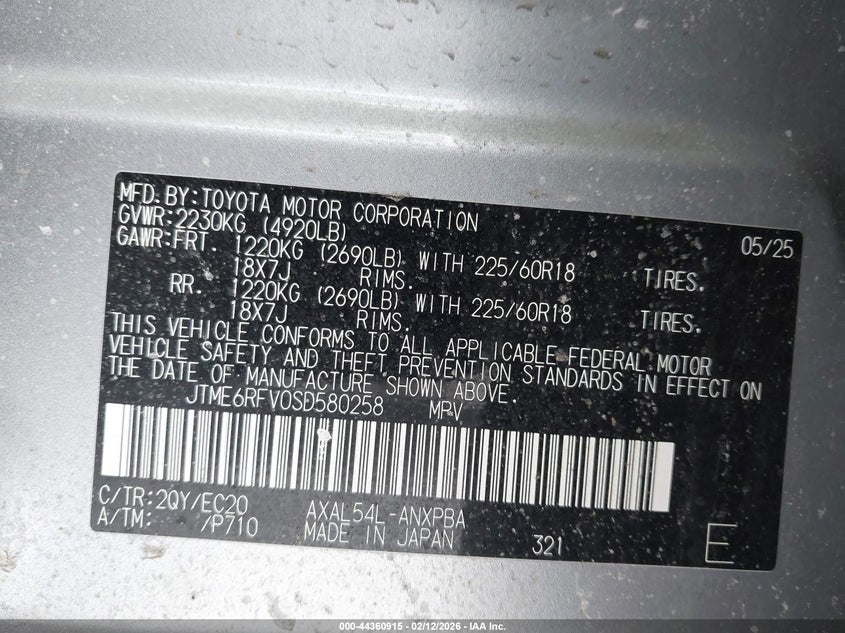 MFD. BY: TOYOTA MOTOR CORPORATION 05/25
GVWR: 2230KG (4920LB)
GAWR: FRT. 1220KG (2690LB) WITH 225/60R18 TIRES.
18X7J RIMS.
RR. 1220KG (2690LB) WITH 225/60R18 TIRES.
18X7J RIMS.
THIS VEHICLE CONFORMS TO ALL APPLICABLE FEDERAL MOTOR
VEHICLE SAFETY AND THEFT PREVENTION STANDARDS IN EFFECT ON
THE DATE OF MANUFACTURE SHOWN ABOVE.
JTME6RFV0SD580258 MPV
C/TR: 2QY/EC20 AXAL54L-ANXPBA
A/TM: /P710 MADE IN JAPAN 321 E
000-44360915 - 02/12/2026 - IAA Inc.